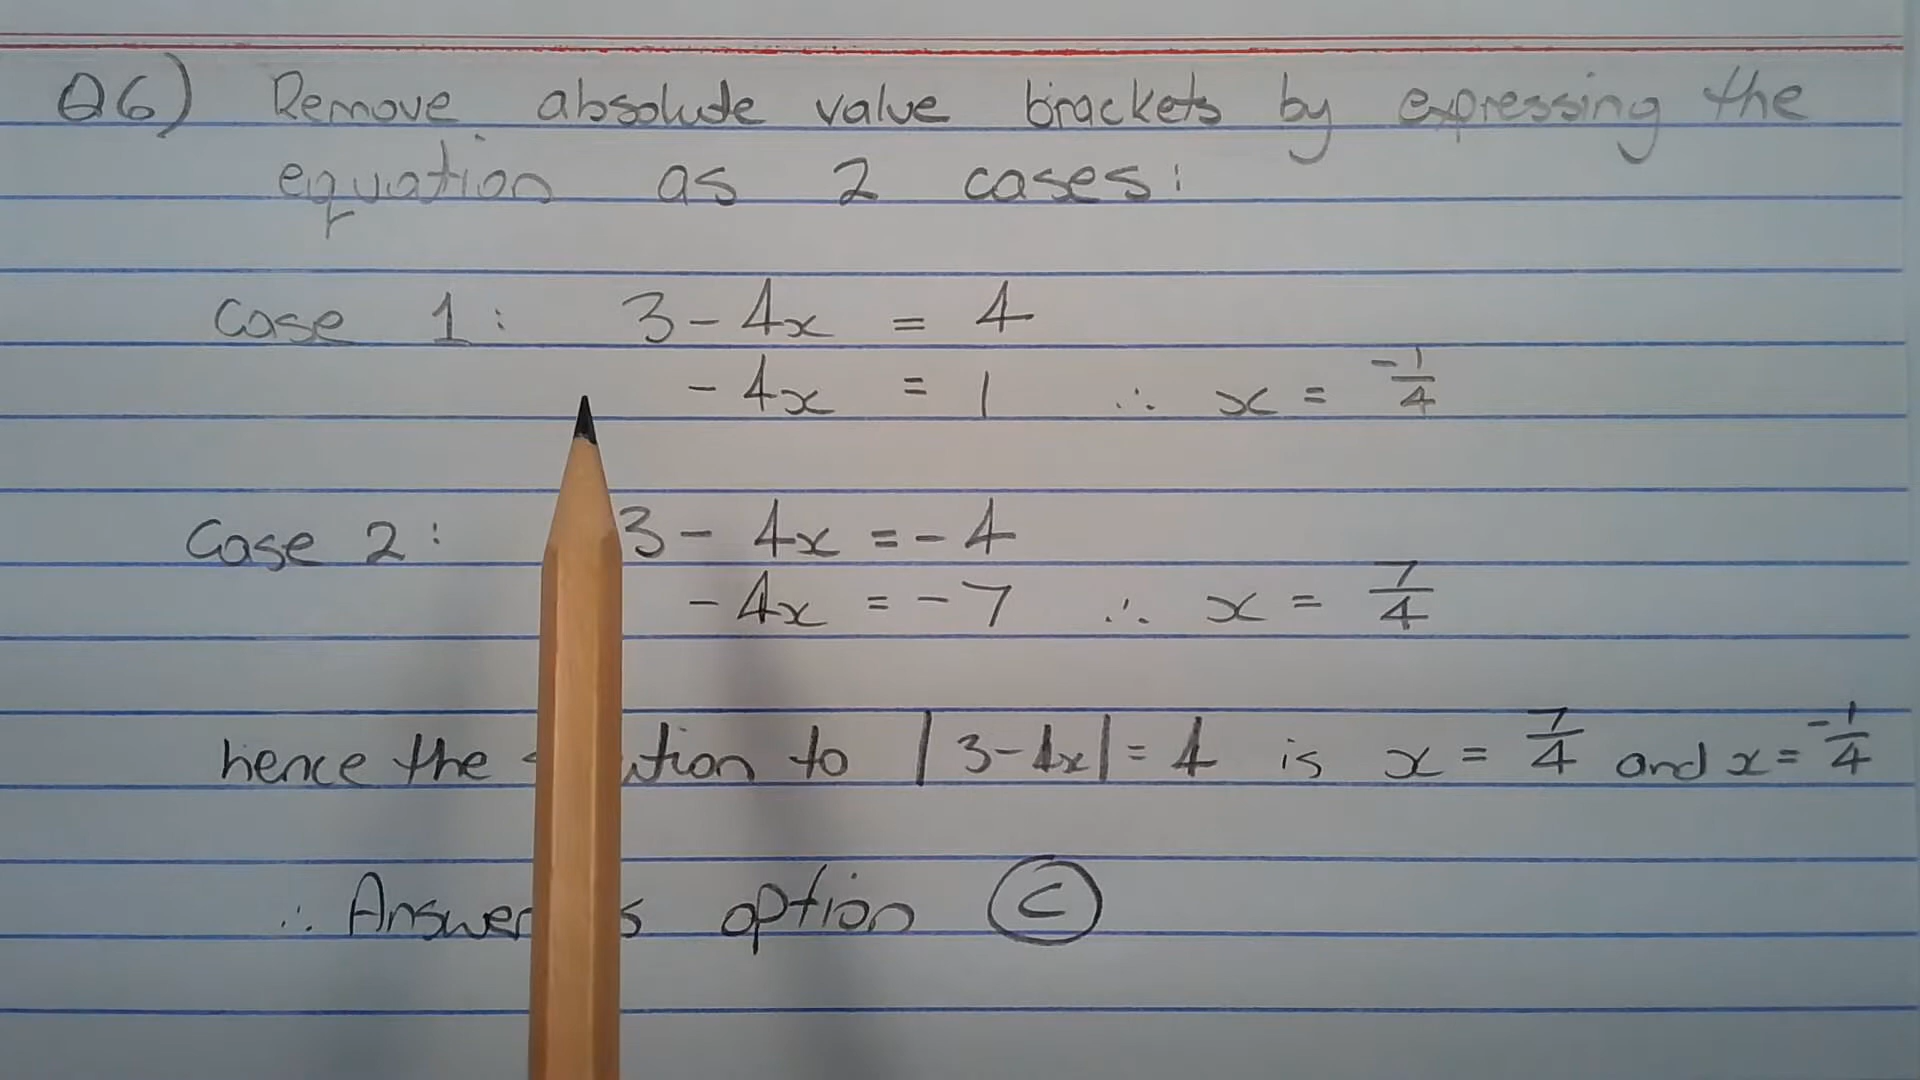 Q6) Remove absolute value brackets by expressing the
equation as 2 cases:
Case 1: 3 - 4x = 4
- 4x = 1 ∴ x = -1/4
Case 2: 3 - 4x = - 4
- 4x = - 7 ∴ x = 7/4
hence the to |3-4x| = 4 is x = 7/4 and x = -1/4
∴ Answer option C